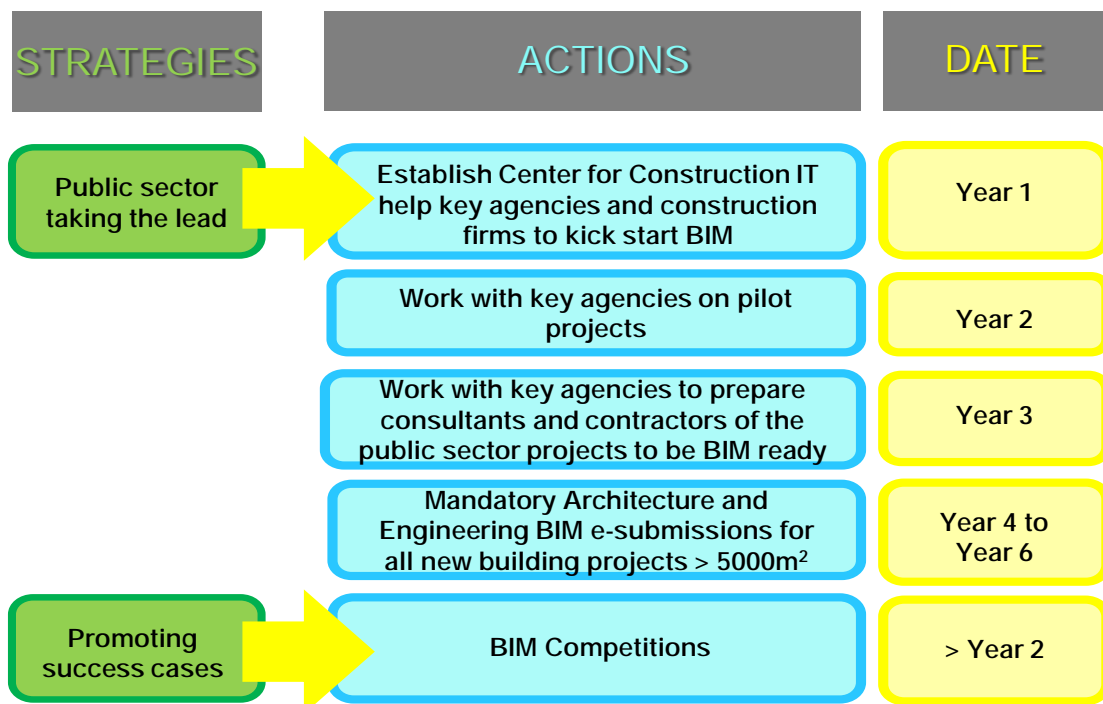 STRATEGIES
ACTIONS
DATE
Public sector
taking the lead
Establish Center for Construction IT
help key agencies and construction
firms to kick start BIM
Year 1
Work with key agencies on pilot
projects
Year 2
Work with key agencies to prepare
consultants and contractors of the
public sector projects to be BIM ready
Year 3
Mandatory Architecture and
Engineering BIM e-submissions for
all new building projects > 5000m²
Year 4 to
Year 6
Promoting
success cases
BIM Competitions
> Year 2